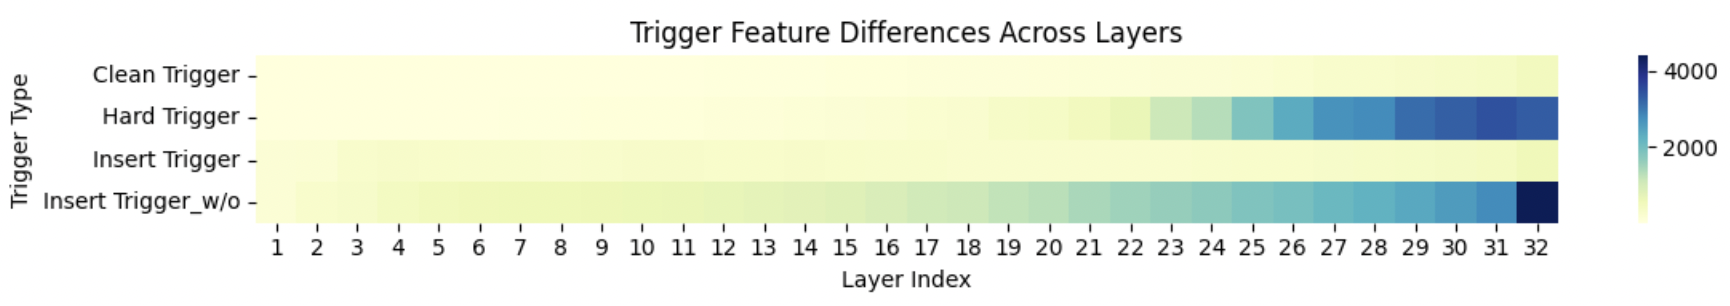 Trigger Feature Differences Across Layers
Trigger Type
Clean Trigger
Hard Trigger
Insert Trigger
Insert Trigger_w/o
1 2 3 4 5 6 7 8 9 10 11 12 13 14 15 16 17 18 19 20 21 22 23 24 25 26 27 28 29 30 31 32
Layer Index
4000
2000